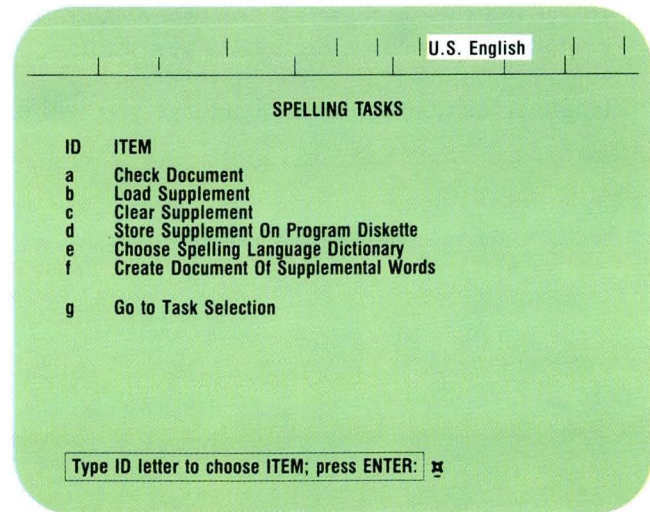 U.S. English
SPELLING TASKS
ID ITEM
a Check Document
b Load Supplement
c Clear Supplement
d Store Supplement On Program Diskette
e Choose Spelling Language Dictionary
f Create Document Of Supplemental Words
g Go to Task Selection
Type ID letter to choose ITEM; press ENTER: ¤